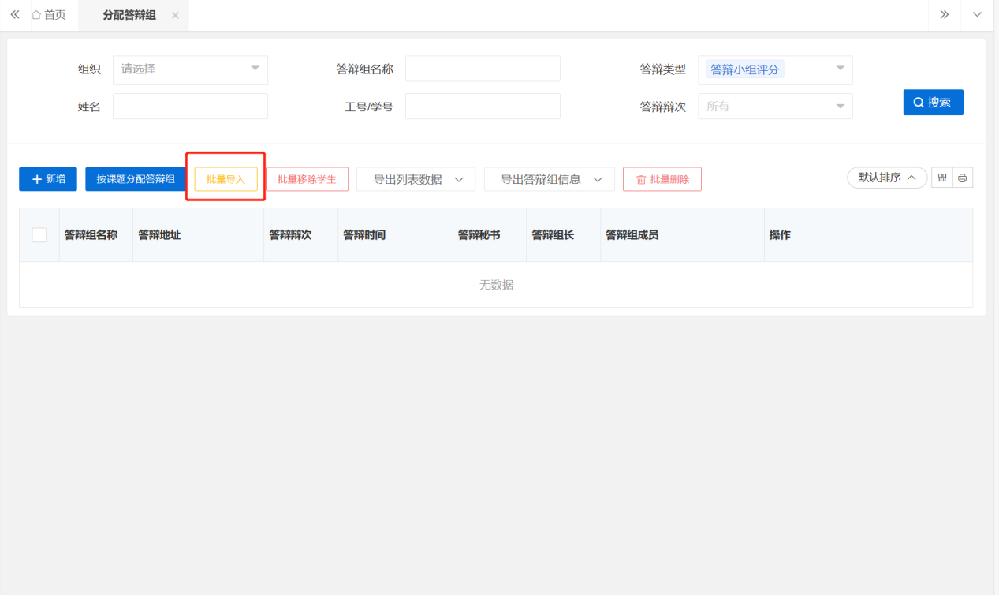 首页 分配答辩组
组织 请选择 答辩组名称 答辩类型 答辩小组评分
姓名 工号/学号 答辩辩次 所有 搜索
新增 按课题分配答辩组 批量导入 批量移除学生 导出列表数据 导出答辩组信息 批量删除 默认排序
答辩组名称 答辩地址 答辩辩次 答辩时间 答辩秘书 答辩组长 答辩组成员 操作
无数据